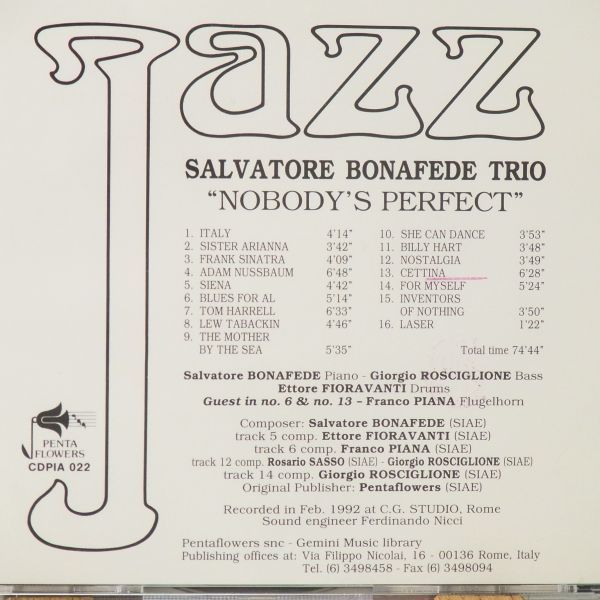 Jazz
SALVATORE BONAFEDE TRIO
“NOBODY'S PERFECT”
1. ITALY 4'14”
2. SISTER ARIANNA 3'42”
3. FRANK SINATRA 4'09”
4. ADAM NUSSBAUM 6'48”
5. SIENA 4'42”
6. BLUES FOR AL 5'14”
7. TOM HARRELL 6'33”
8. LEW TABACKIN 4'46”
9. THE MOTHER
BY THE SEA 5'35”
10. SHE CAN DANCE 3'53”
11. BILLY HART 3'48”
12. NOSTALGIA 3'49”
13. CETTINA 6'28”
14. FOR MYSELF 5'24”
15. INVENTORS
OF NOTHING 3'50”
16. LASER 1'22”
Total time 74'44”
Salvatore BONAFEDE Piano - Giorgio ROSCIGLIONE Bass
Ettore FIORAVANTI Drums
Guest in no. 6 & no. 13 - Franco PIANA Flugelhorn
PENTA
FLOWERS
CDPIA 022
Composer: Salvatore BONAFEDE (SIAE)
track 5 comp. Ettore FIORAVANTI (SIAE)
track 6 comp. Franco PIANA (SIAE)
track 12 comp. Rosario SASSO (SIAE) - Giorgio ROSCIGLIONE (SIAE)
track 14 comp. Giorgio ROSCIGLIONE (SIAE)
Original Publisher: Pentaflowers (SIAE)
Recorded in Feb. 1992 at C.G. STUDIO, Rome
Sound engineer Ferdinando Nicci
Pentaflowers snc - Gemini Music library
Publishing offices at: Via Filippo Nicolai, 16 - 00136 Rome, Italy
Tel. (6) 3498458 - Fax (6) 3498094